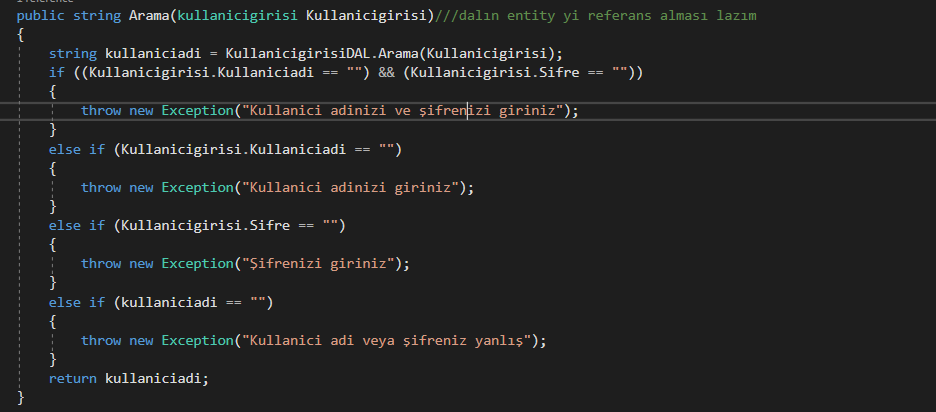 1 reference
public string Arama(kullanicigirisi Kullanicigirisi)///dalın entity yi referans alması lazım
{
string kullaniciadi = KullanicigirisiDAL.Arama(Kullanicigirisi);
if ((Kullanicigirisi.Kullaniciadi == "") && (Kullanicigirisi.Sifre == ""))
{
throw new Exception("Kullanici adinizi ve şifrenizi giriniz");
}
else if (Kullanicigirisi.Kullaniciadi == "")
{
throw new Exception("Kullanici adinizi giriniz");
}
else if (Kullanicigirisi.Sifre == "")
{
throw new Exception("Şifrenizi giriniz");
}
else if (kullaniciadi == "")
{
throw new Exception("Kullanici adi veya şifreniz yanlış");
}
return kullaniciadi;
}